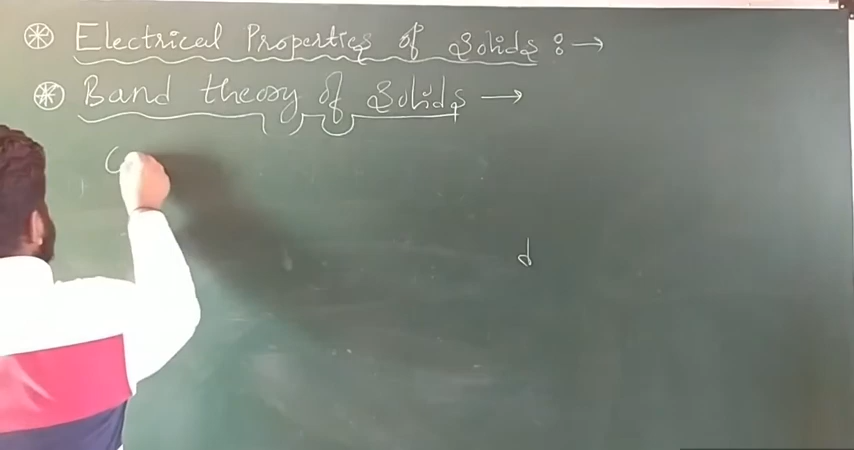 Electrical Properties of Solids :→
Band theory of Solids →
C
d